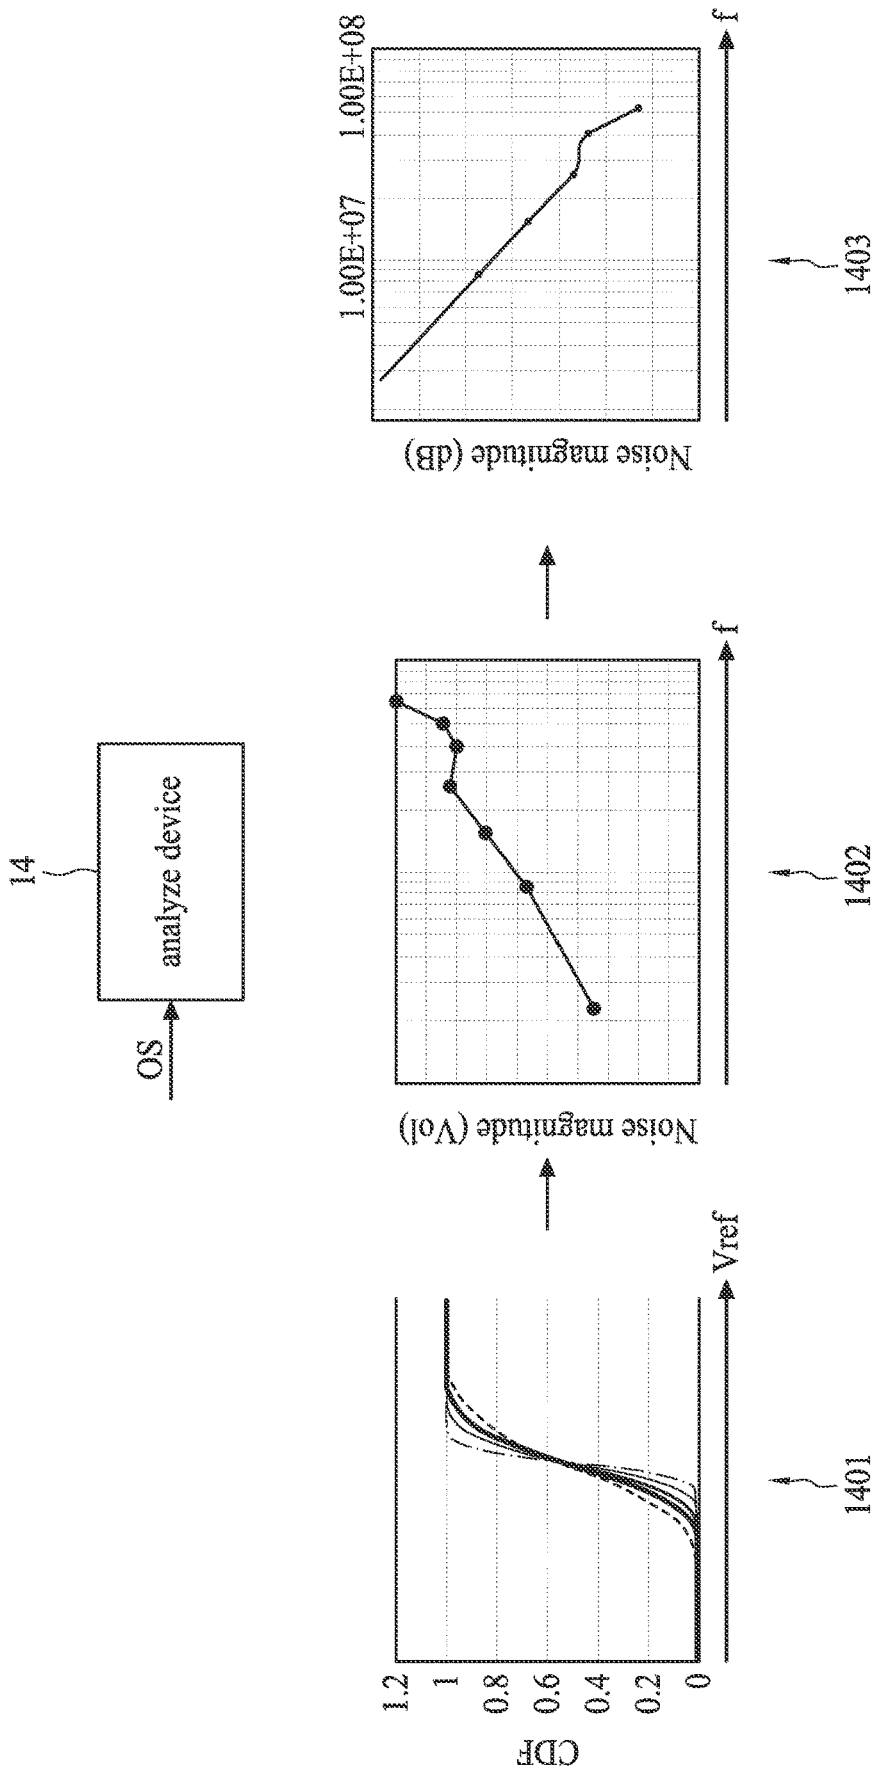 14
OS
analyze device
CDF
1.2
1
0.8
0.6
0.4
0.2
0
Vref
1401
Noise magnitude (Vol)
f
1402
Noise magnitude (dB)
1.00E+07
1.00E+08
f
1403